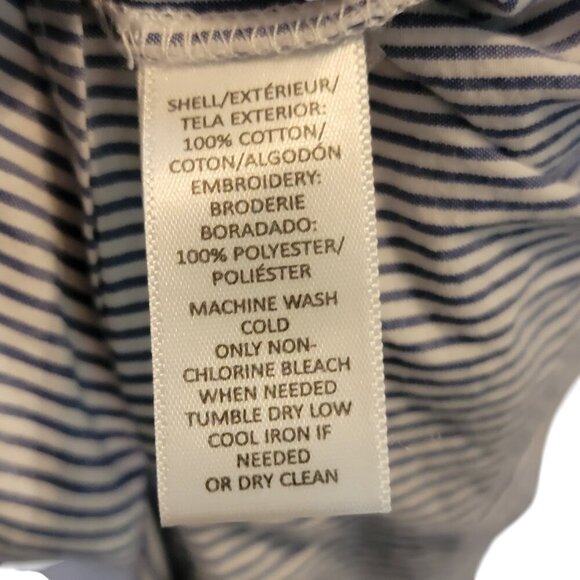 SHELL/EXTÉRIEUR/
TELA EXTERIOR:
100% COTTON/
COTON/ALGODÓN
EMBROIDERY:
BRODERIE
BORADADO:
100% POLYESTER/
POLIÉSTER
MACHINE WASH
COLD
ONLY NON-
CHLORINE BLEACH
WHEN NEEDED
TUMBLE DRY LOW
COOL IRON IF
NEEDED
OR DRY CLEAN